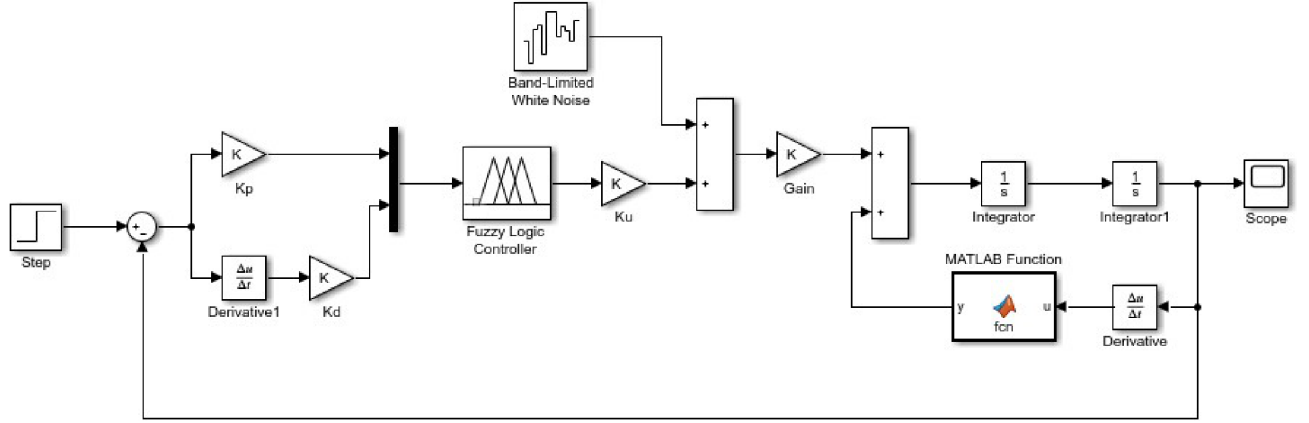 Band-Limited
White Noise
+
K
Kp
+
K
Gain
+
1
s
Integrator
1
s
Integrator1
Scope
Fuzzy Logic
Controller
K
Ku
+
+
Step
+
-
Δu
Δt
Derivative1
K
Kd
MATLAB Function
y
fcn
u
Δu
Δt
Derivative